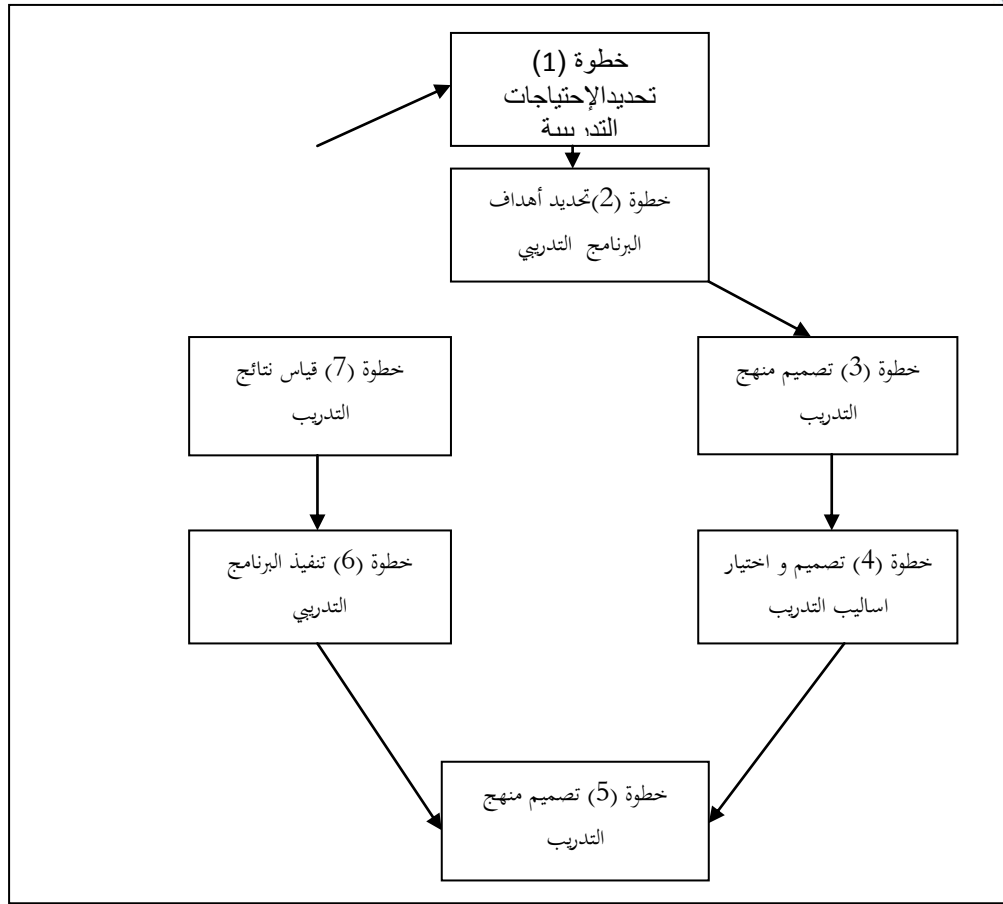 خطوة (1)
تحديدالإحتياجات
التدريبية
خطوة (2)تحديد أهداف
البرنامج التدريبي
خطوة (3) تصميم منهج
التدريب
خطوة (4) تصميم و اختيار
اساليب التدريب
خطوة (5) تصميم منهج
التدريب
خطوة (6) تنفيذ البرنامج
التدريبي
خطوة (7) قياس نتائج
التدريب